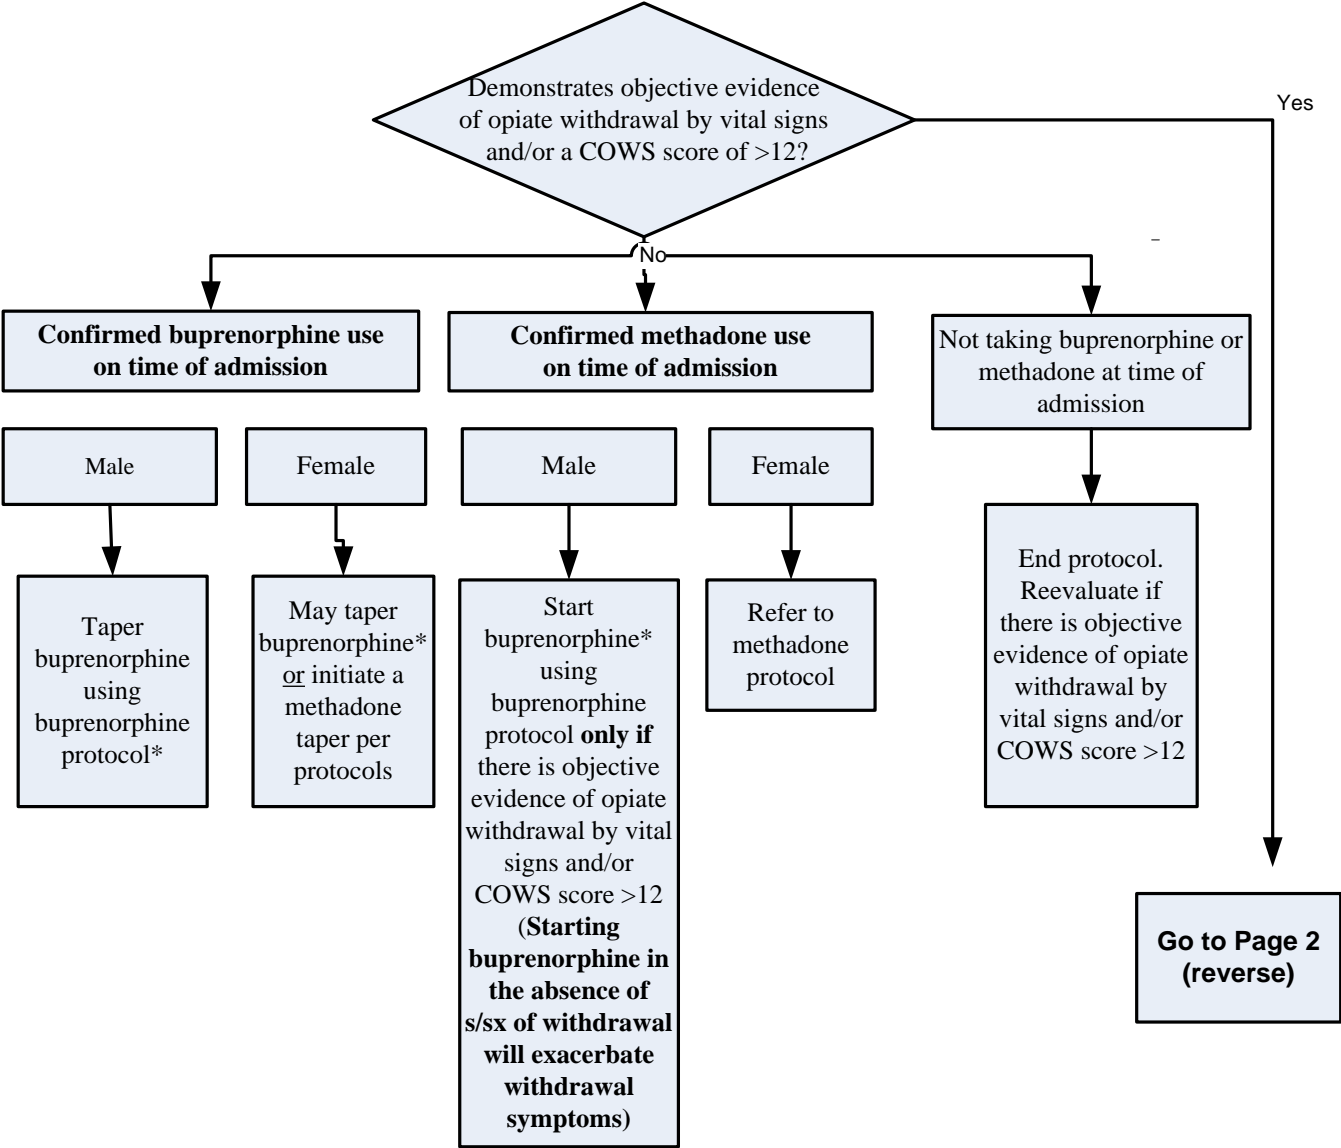 Demonstrates objective evidence
of opiate withdrawal by vital signs
and/or a COWS score of >12?
Yes
No
Confirmed buprenorphine use
on time of admission
Confirmed methadone use
on time of admission
Not taking buprenorphine or
methadone at time of
admission
Male
Female
Male
Female
Taper
buprenorphine
using
buprenorphine
protocol*
May taper
buprenorphine*
or initiate a
methadone
taper per
protocols
Start
buprenorphine*
using
buprenorphine
protocol only if
there is objective
evidence of opiate
withdrawal by vital
signs and/or
COWS score >12
(Starting
buprenorphine in
the absence of
s/sx of withdrawal
will exacerbate
withdrawal
symptoms)
Refer to
methadone
protocol
End protocol.
Reevaluate if
there is objective
evidence of opiate
withdrawal by
vital signs and/or
COWS score >12
Go to Page 2
(reverse)